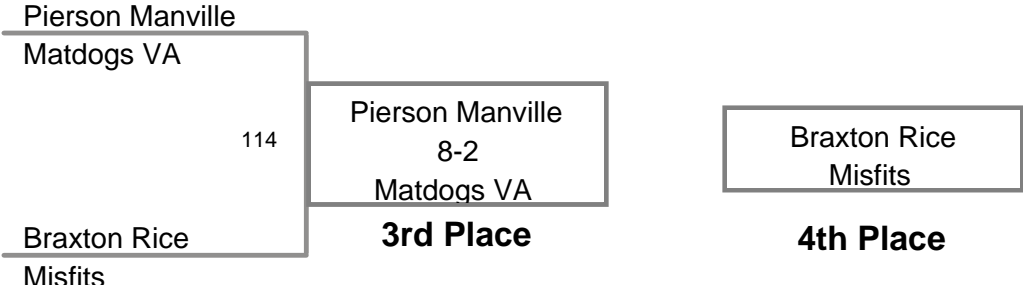 Pierson Manville
Matdogs VA
114
Pierson Manville
8-2
Matdogs VA
3rd Place
Braxton Rice
Misfits
4th Place
Braxton Rice
Misfits